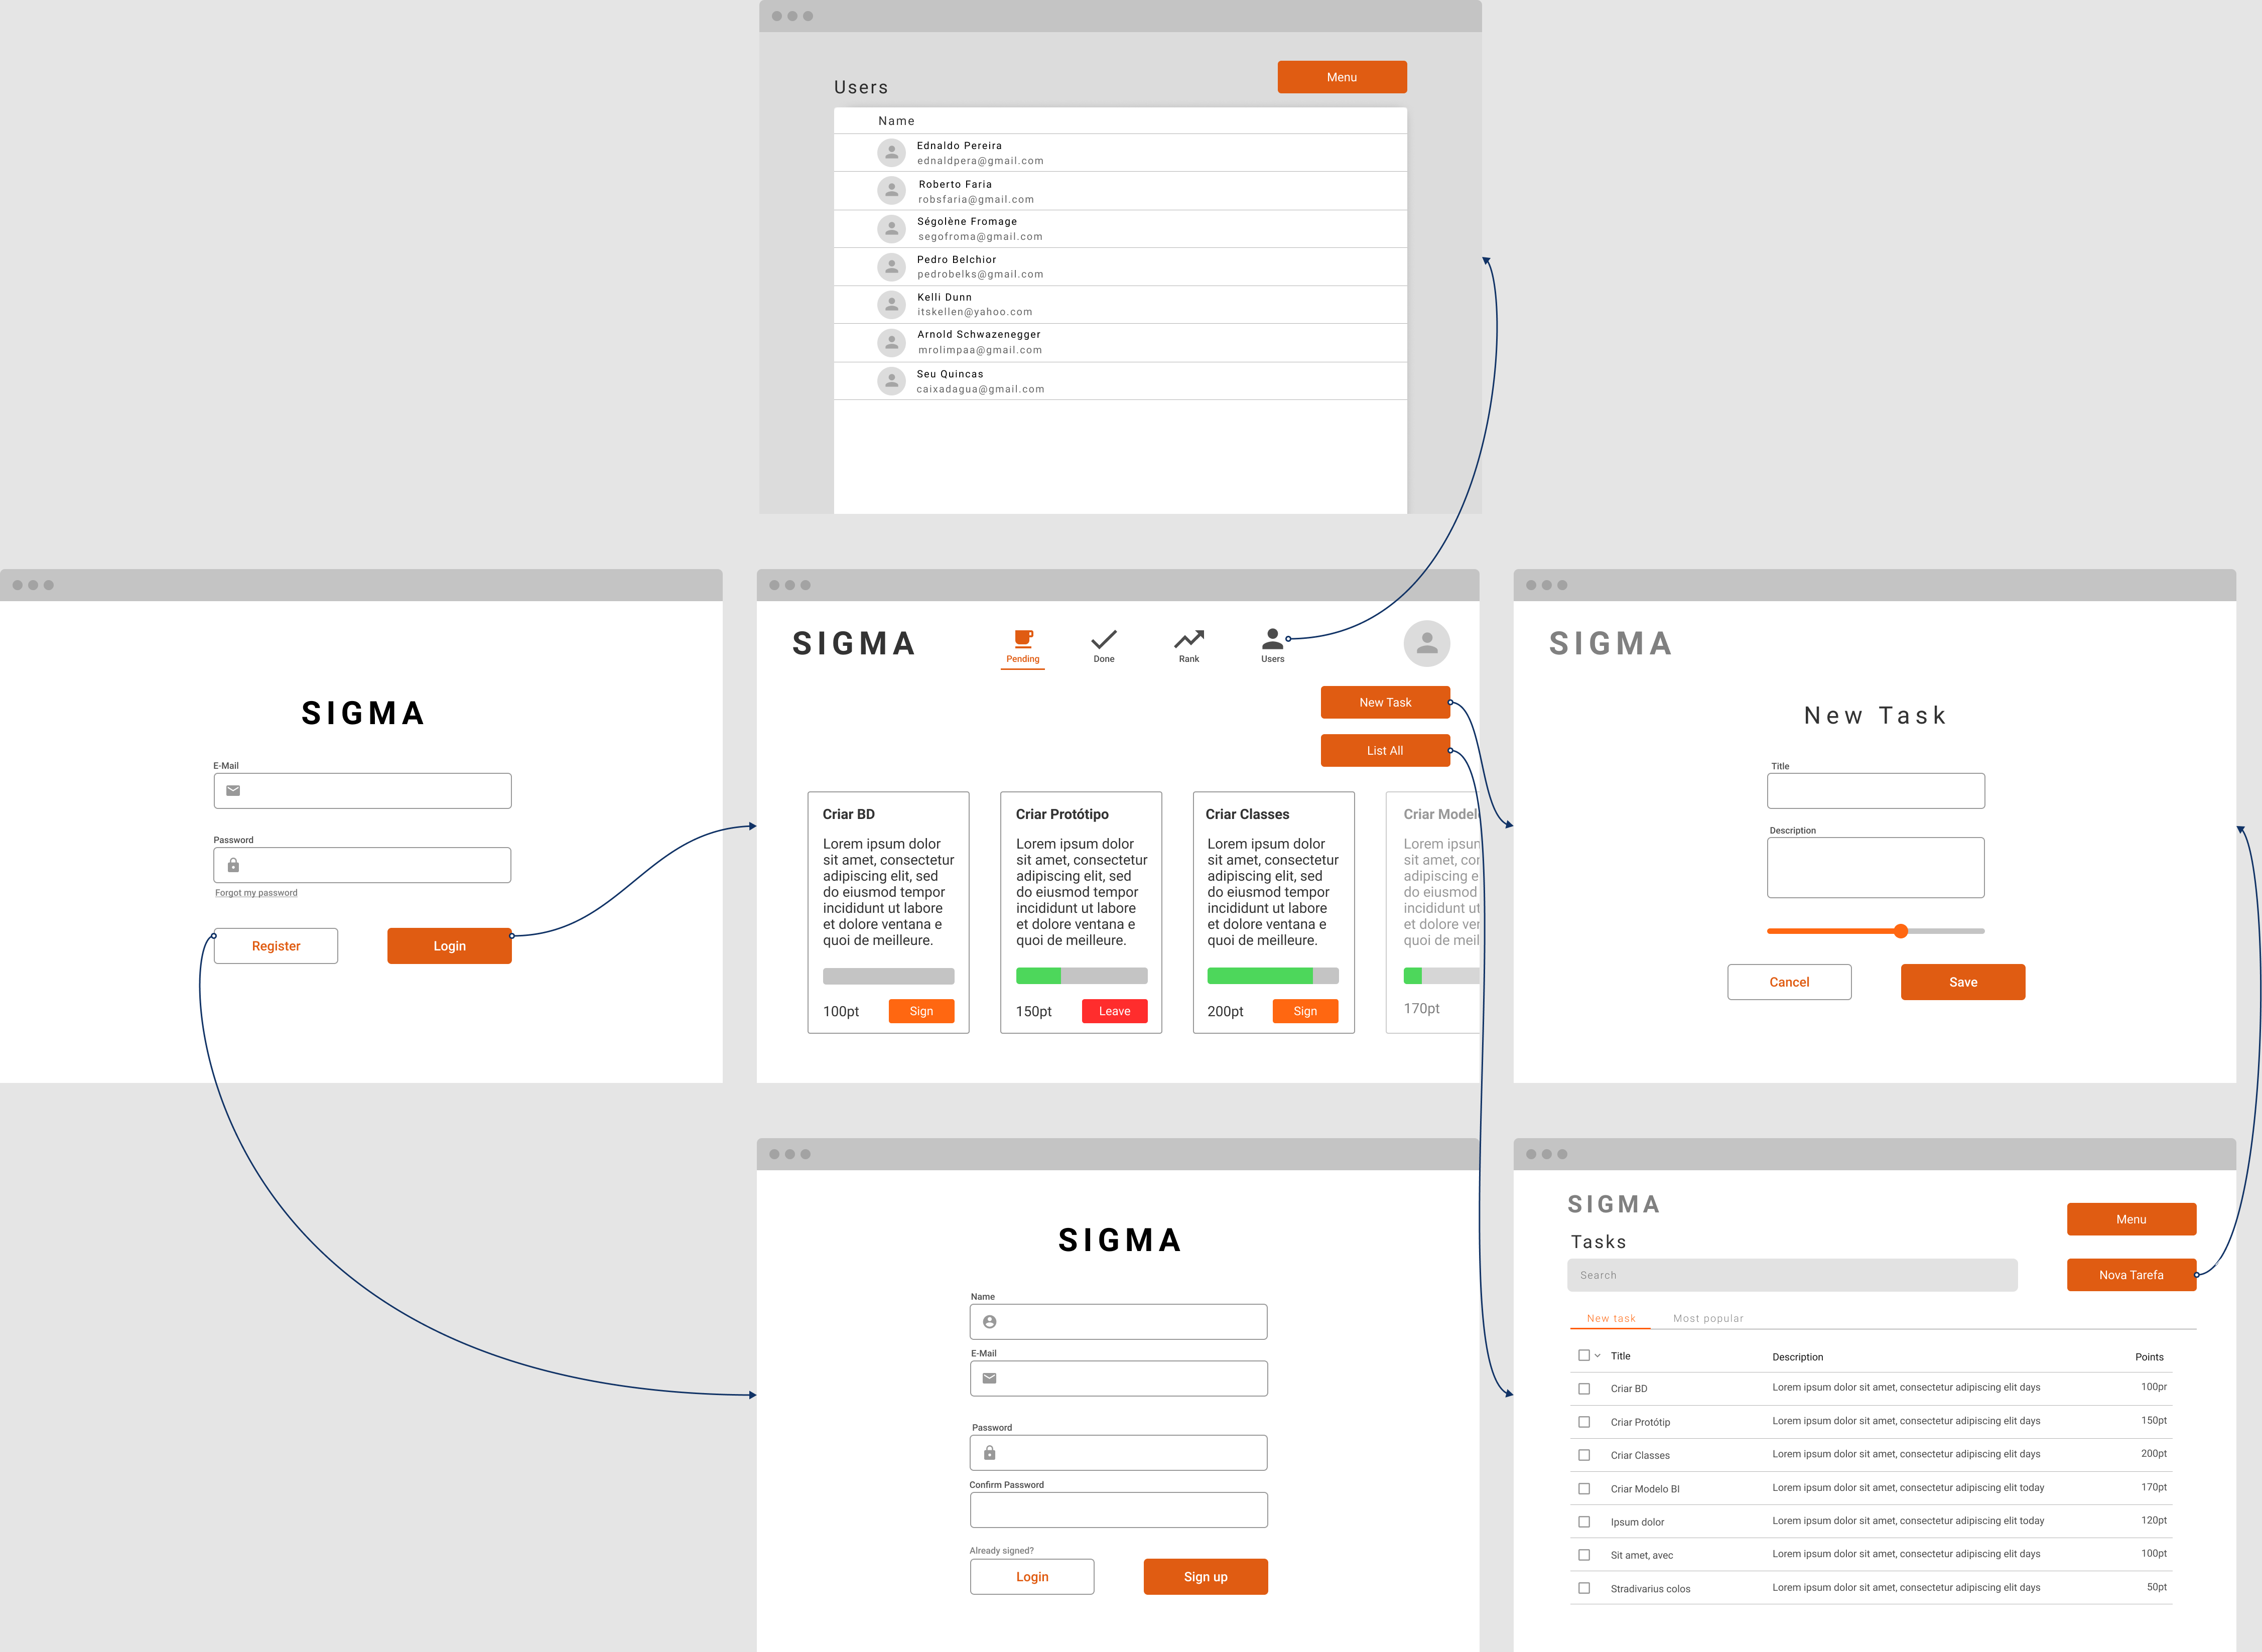 Users
Menu
Name
Ednaldo Pereira
ednaldpera@gmail.com
Roberto Faria
robsfaria@gmail.com
Ségolène Fromage
segofroma@gmail.com
Pedro Belchior
pedrobelks@gmail.com
Kelli Dunn
itskellen@yahoo.com
Arnold Schwazenegger
mrolimpaa@gmail.com
Seu Quincas
caixadagua@gmail.com
SIGMA
E-Mail
Password
Forgot my password
Register
Login
SIGMA
Pending
Done
Rank
Users
New Task
List All
Criar BD
Lorem ipsum dolor
sit amet, consectetur
adipiscing elit, sed
do eiusmod tempor
incididunt ut labore
et dolore ventana e
quoi de meilleure.
100pt
Sign
Criar Protótipo
Lorem ipsum dolor
sit amet, consectetur
adipiscing elit, sed
do eiusmod tempor
incididunt ut labore
et dolore ventana e
quoi de meilleure.
150pt
Leave
Criar Classes
Lorem ipsum dolor
sit amet, consectetur
adipiscing elit, sed
do eiusmod tempor
incididunt ut labore
et dolore ventana e
quoi de meilleure.
200pt
Sign
Criar Model
Lorem ipsun
sit amet, cor
adipiscing e
do eiusmod
incididunt ut
et dolore ver
quoi de meil
170pt
SIGMA
New Task
Title
Description
Cancel
Save
SIGMA
Name
E-Mail
Password
Confirm Password
Already signed?
Login
Sign up
SIGMA
Menu
Tasks
Search
Nova Tarefa
New task Most popular
Title Description Points
Criar BD Lorem ipsum dolor sit amet, consectetur adipiscing elit days 100pr
Criar Protótip Lorem ipsum dolor sit amet, consectetur adipiscing elit days 150pt
Criar Classes Lorem ipsum dolor sit amet, consectetur adipiscing elit days 200pt
Criar Modelo BI Lorem ipsum dolor sit amet, consectetur adipiscing elit today 170pt
Ipsum dolor Lorem ipsum dolor sit amet, consectetur adipiscing elit today 120pt
Sit amet, avec Lorem ipsum dolor sit amet, consectetur adipiscing elit days 100pt
Stradivarius colos Lorem ipsum dolor sit amet, consectetur adipiscing elit days 50pt